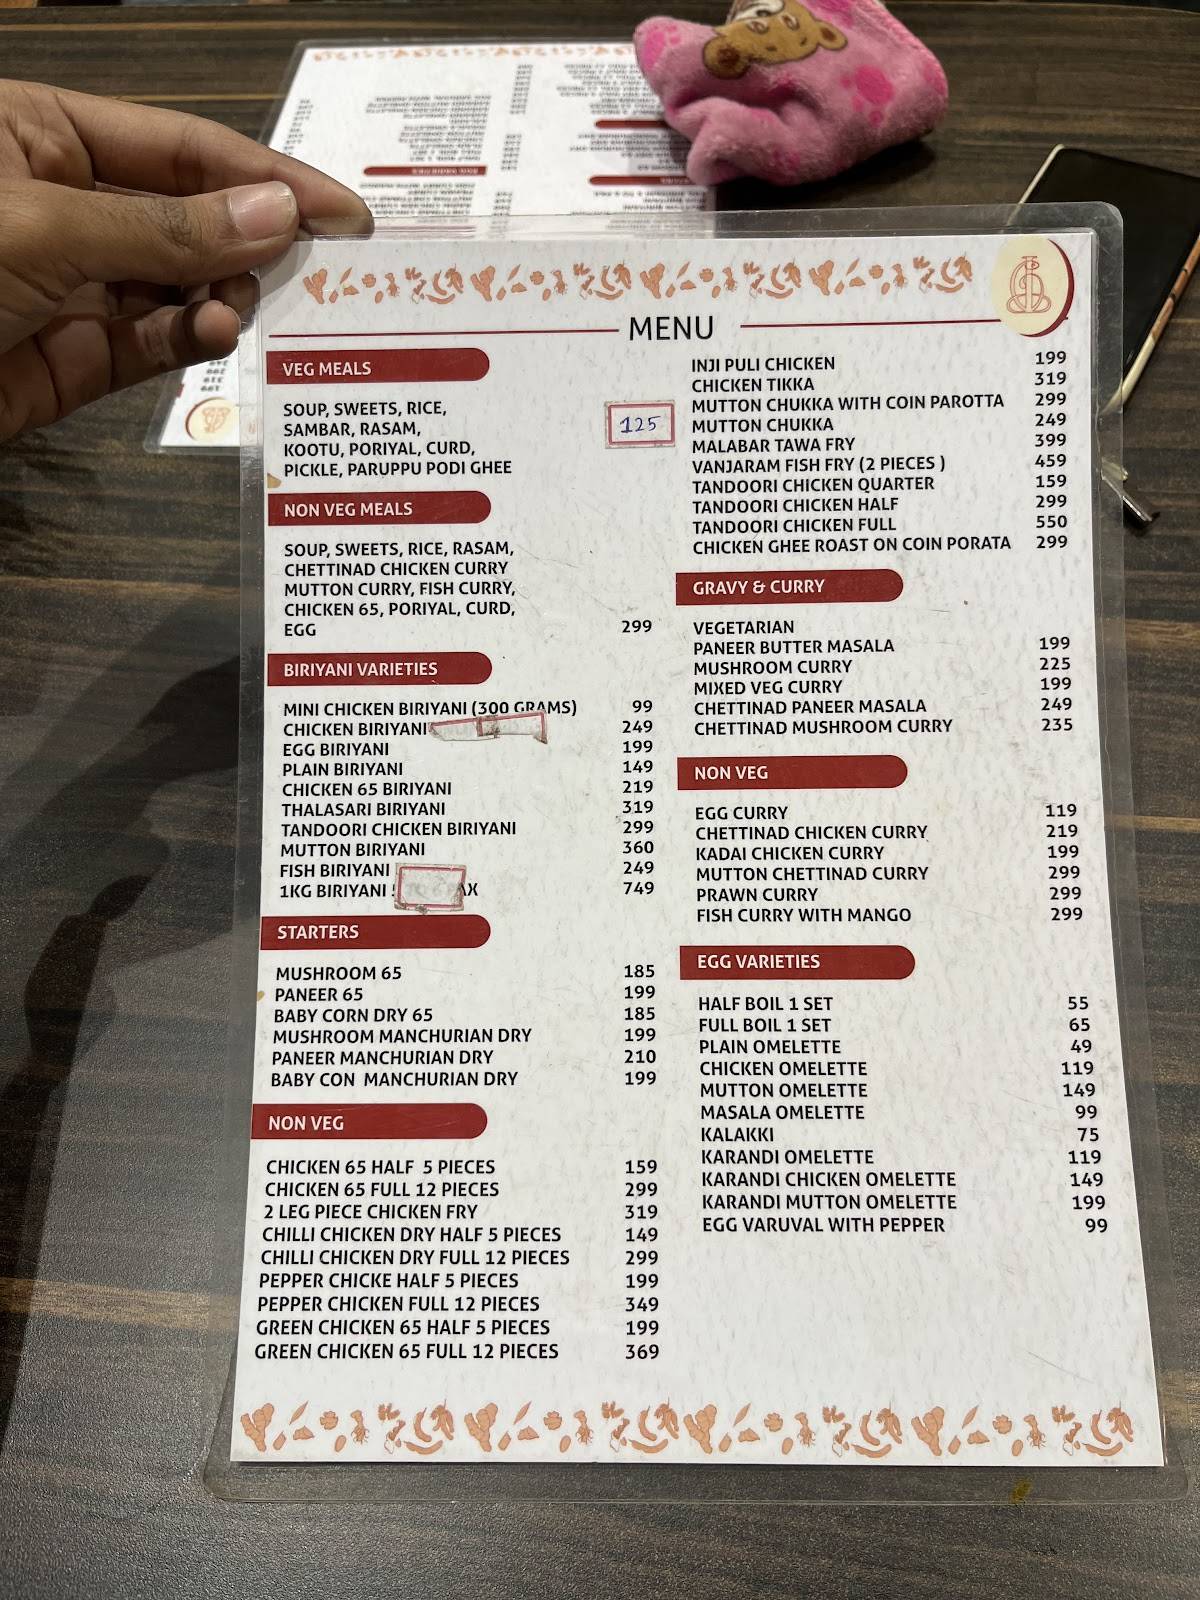 MENU
VEG MEALS
SOUP, SWEETS, RICE,
SAMBAR, RASAM,
KOOTU, PORIYAL, CURD,
PICKLE, PARUPPU PODI GHEE
125
NON VEG MEALS
SOUP, SWEETS, RICE, RASAM,
CHETTINAD CHICKEN CURRY
MUTTON CURRY, FISH CURRY,
CHICKEN 65, PORIYAL, CURD,
EGG 299
BIRIYANI VARIETIES
MINI CHICKEN BIRIYANI (300 GRAMS) 99
CHICKEN BIRIYANI 249
EGG BIRIYANI 199
PLAIN BIRIYANI 149
CHICKEN 65 BIRIYANI 219
THALASARI BIRIYANI 319
TANDOORI CHICKEN BIRIYANI 299
MUTTON BIRIYANI 360
FISH BIRIYANI 249
1KG BIRIYANI 749
STARTERS
MUSHROOM 65 185
PANEER 65 199
BABY CORN DRY 65 185
MUSHROOM MANCHURIAN DRY 199
PANEER MANCHURIAN DRY 210
BABY CON MANCHURIAN DRY 199
NON VEG
CHICKEN 65 HALF 5 PIECES 159
CHICKEN 65 FULL 12 PIECES 299
2 LEG PIECE CHICKEN FRY 319
CHILLI CHICKEN DRY HALF 5 PIECES 149
CHILLI CHICKEN DRY FULL 12 PIECES 299
PEPPER CHICKE HALF 5 PIECES 199
PEPPER CHICKEN FULL 12 PIECES 349
GREEN CHICKEN 65 HALF 5 PIECES 199
GREEN CHICKEN 65 FULL 12 PIECES 369
INJI PULI CHICKEN 199
CHICKEN TIKKA 319
MUTTON CHUKKA WITH COIN PAROTTA 299
MUTTON CHUKKA 249
MALABAR TAWA FRY 399
VANJARAM FISH FRY (2 PIECES ) 459
TANDOORI CHICKEN QUARTER 159
TANDOORI CHICKEN HALF 299
TANDOORI CHICKEN FULL 550
CHICKEN GHEE ROAST ON COIN PORATA 299
GRAVY & CURRY
VEGETARIAN
PANEER BUTTER MASALA 199
MUSHROOM CURRY 225
MIXED VEG CURRY 199
CHETTINAD PANEER MASALA 249
CHETTINAD MUSHROOM CURRY 235
NON VEG
EGG CURRY 119
CHETTINAD CHICKEN CURRY 219
KADAI CHICKEN CURRY 199
MUTTON CHETTINAD CURRY 299
PRAWN CURRY 299
FISH CURRY WITH MANGO 299
EGG VARIETIES
HALF BOIL 1 SET 55
FULL BOIL 1 SET 65
PLAIN OMELETTE 49
CHICKEN OMELETTE 119
MUTTON OMELETTE 149
MASALA OMELETTE 99
KALAKKI 75
KARANDI OMELETTE 119
KARANDI CHICKEN OMELETTE 149
KARANDI MUTTON OMELETTE 199
EGG VARUVAL WITH PEPPER 99